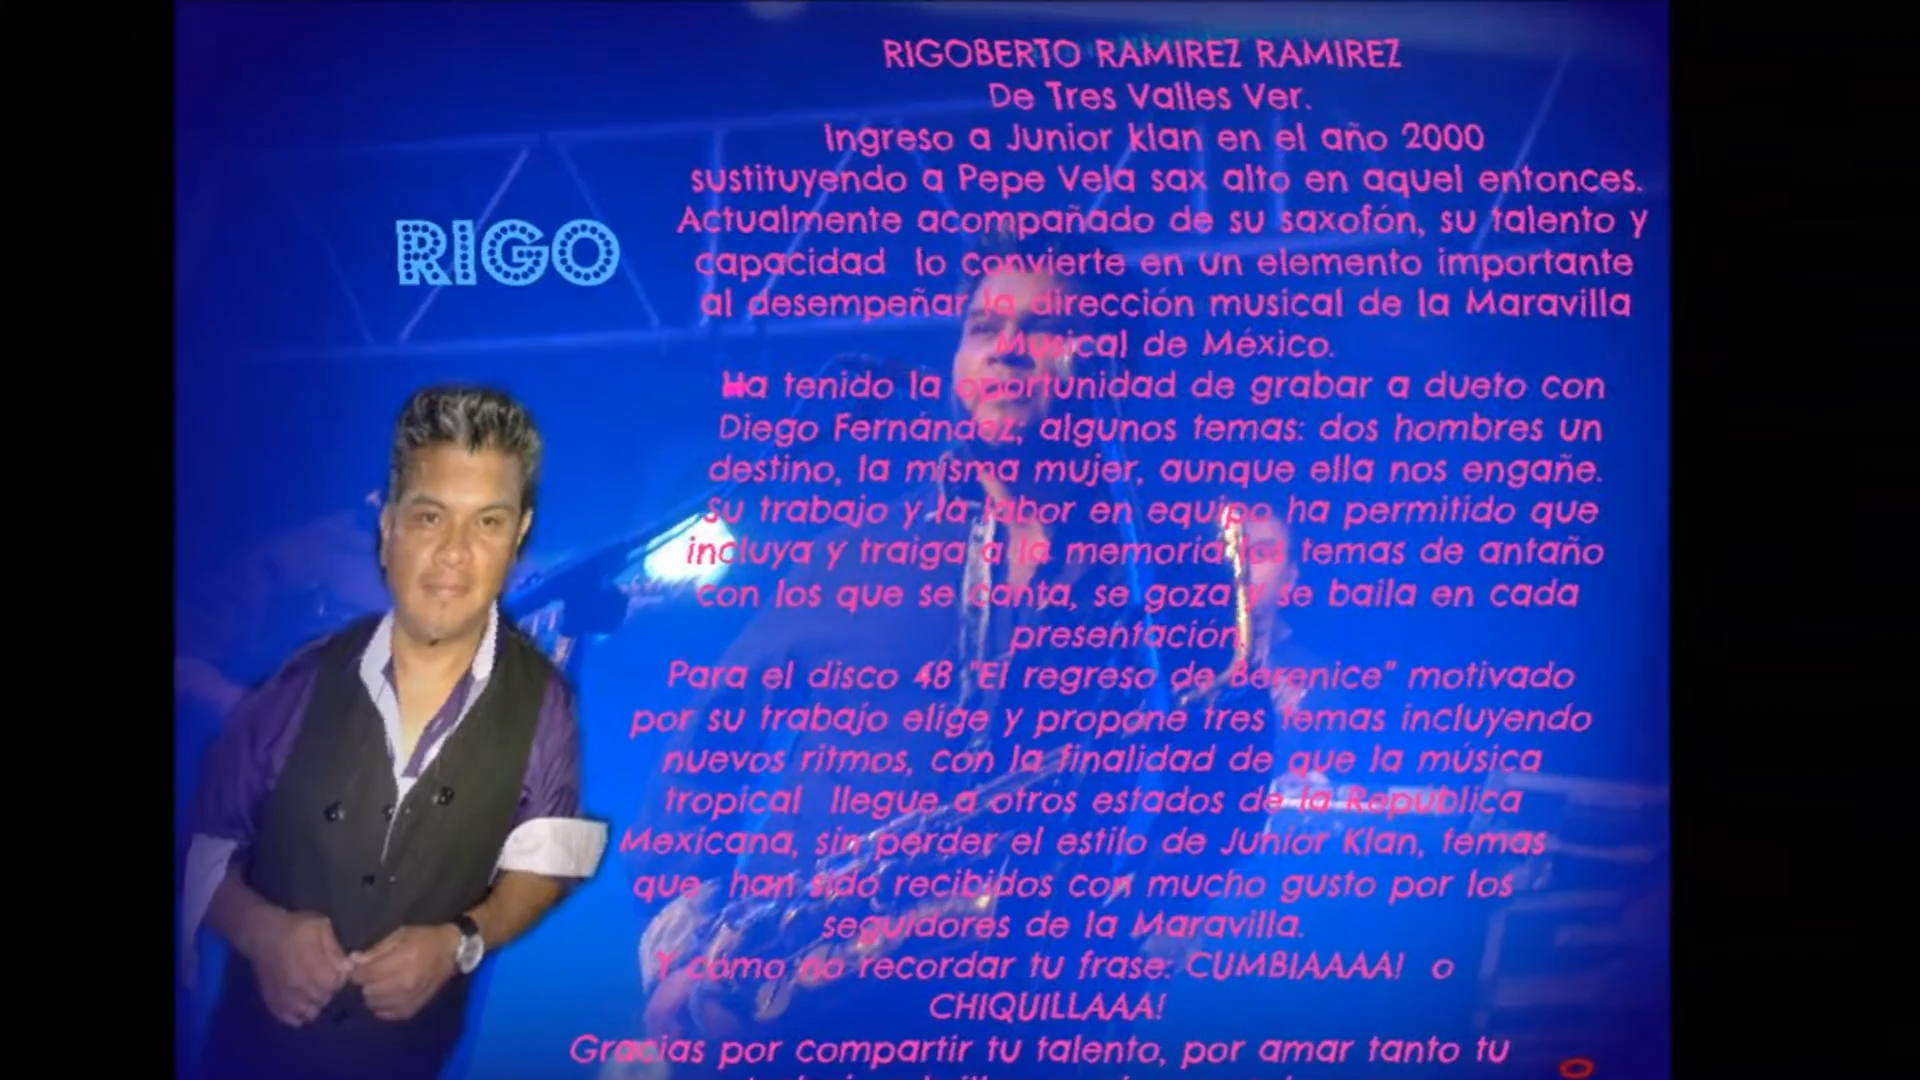 RIGOBERTO RAMIREZ RAMIREZ
De Tres Valles Ver.
Ingreso a Junior klan en el año 2000
sustituyendo a Pepe Vela sax alto en aquel entonces.
Actualmente acompañado de su saxofón, su talento y
RIGO
capacidad lo convierte en un elemento importante
al desempeñar la dirección musical de la Maravilla
Musical de México.
Ha tenido la oportunidad de grabar a dueto con
Diego Fernández, algunos temas: dos hombres un
destino, la misma mujer, aunque ella nos engañe.
Su trabajo y la labor en equipo ha permitido que
incluya y traiga a la memoria los temas de antaño
con los que se canta, se goza y se baila en cada
presentación.
Para el disco 48 "El regreso de Berenice" motivado
por su trabajo elige y propone tres temas incluyendo
nuevos ritmos, con la finalidad de que la música
tropical llegue a otros estados de la Republica
Mexicana, sin perder el estilo de Junior Klan, temas
que han sido recibidos con mucho gusto por los
seguidores de la Maravilla.
Y cómo no recordar tu frase: CUMBIAAAA! o
CHIQUILLAAA!
Gracias por compartir tu talento, por amar tanto tu